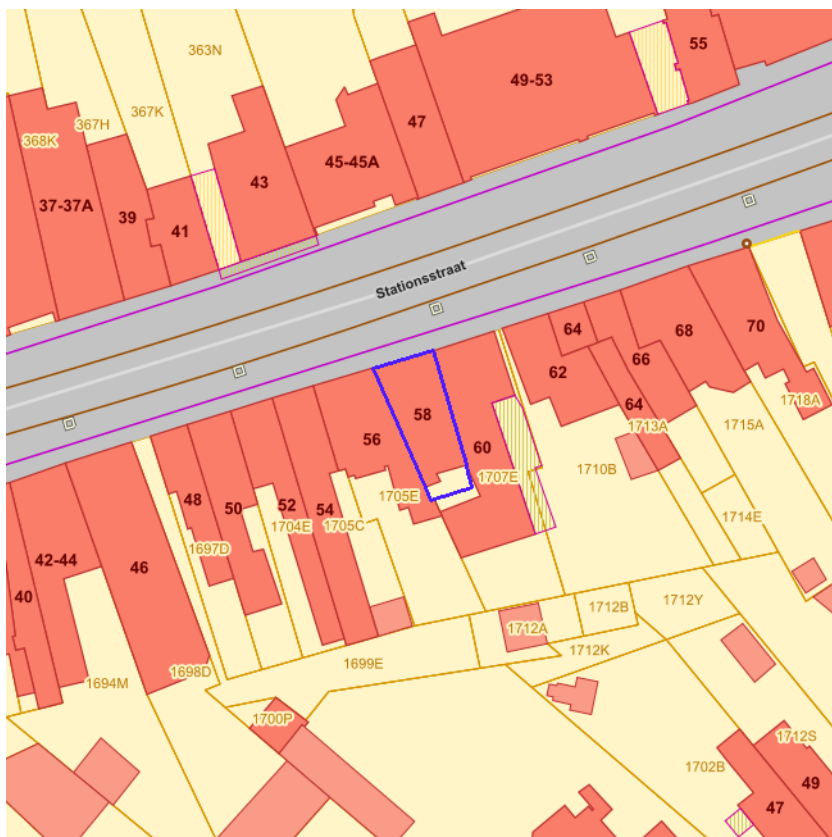 363N
367K
367H
368K
37-37A
39
41
43
45-45A
47
49-53
55
Stationsstraat
40
42-44
46
48
50
52
54
56
58
60
62
64
64
66
68
70
1697D
1704E
1705C
1705E
1707E
1710B
1713A
1715A
1718A
1714E
1694M
1698D
1699E
1700P
1712A
1712B
1712Y
1712K
1702B
1712S
47
49